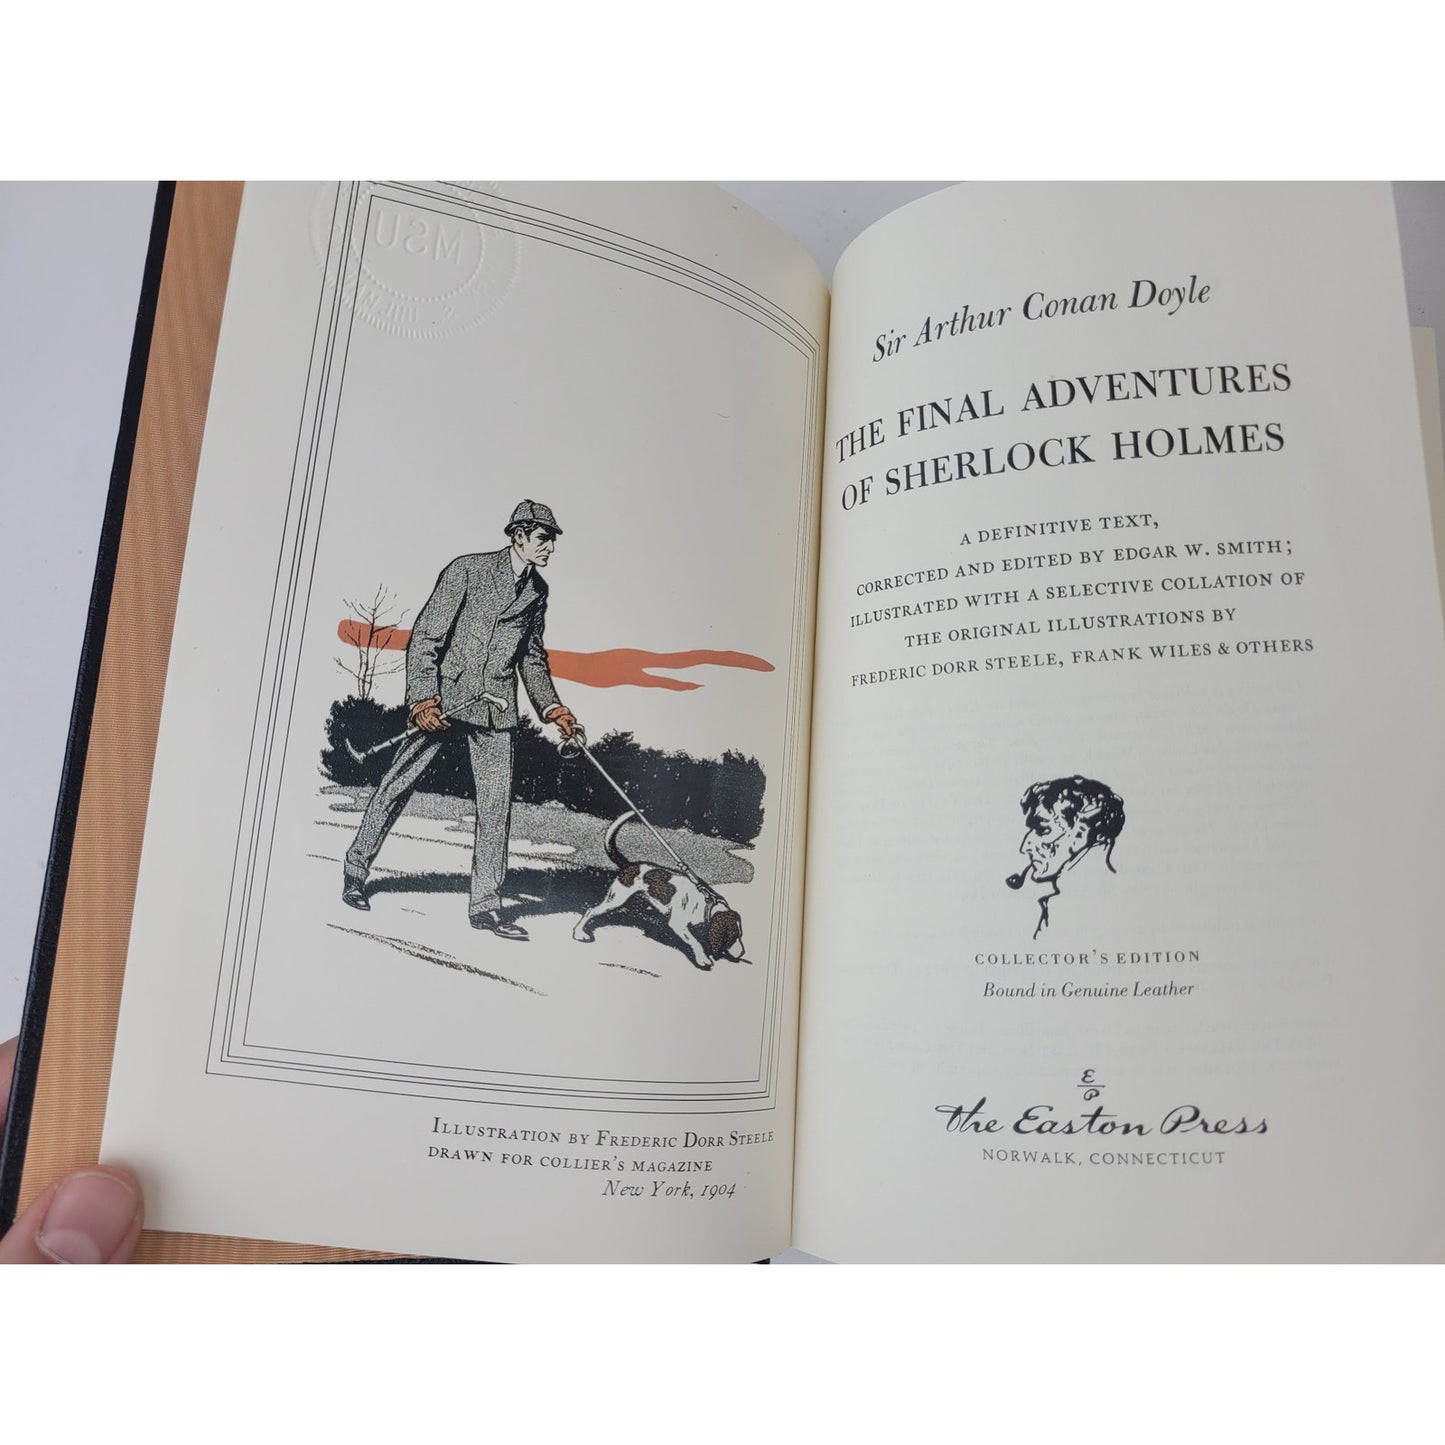 MSU
ILLUSTRATION BY FREDERIC DORR STEELE
DRAWN FOR COLLIER'S MAGAZINE
New York, 1904
Sir Arthur Conan Doyle
THE FINAL ADVENTURES
OF SHERLOCK HOLMES
A DEFINITIVE TEXT,
CORRECTED AND EDITED BY EDGAR W. SMITH;
ILLUSTRATED WITH A SELECTIVE COLLATION OF
THE ORIGINAL ILLUSTRATIONS BY
FREDERIC DORR STEELE, FRANK WILES & OTHERS
COLLECTOR'S EDITION
Bound in Genuine Leather
E
P
The Easton Press
NORWALK, CONNECTICUT